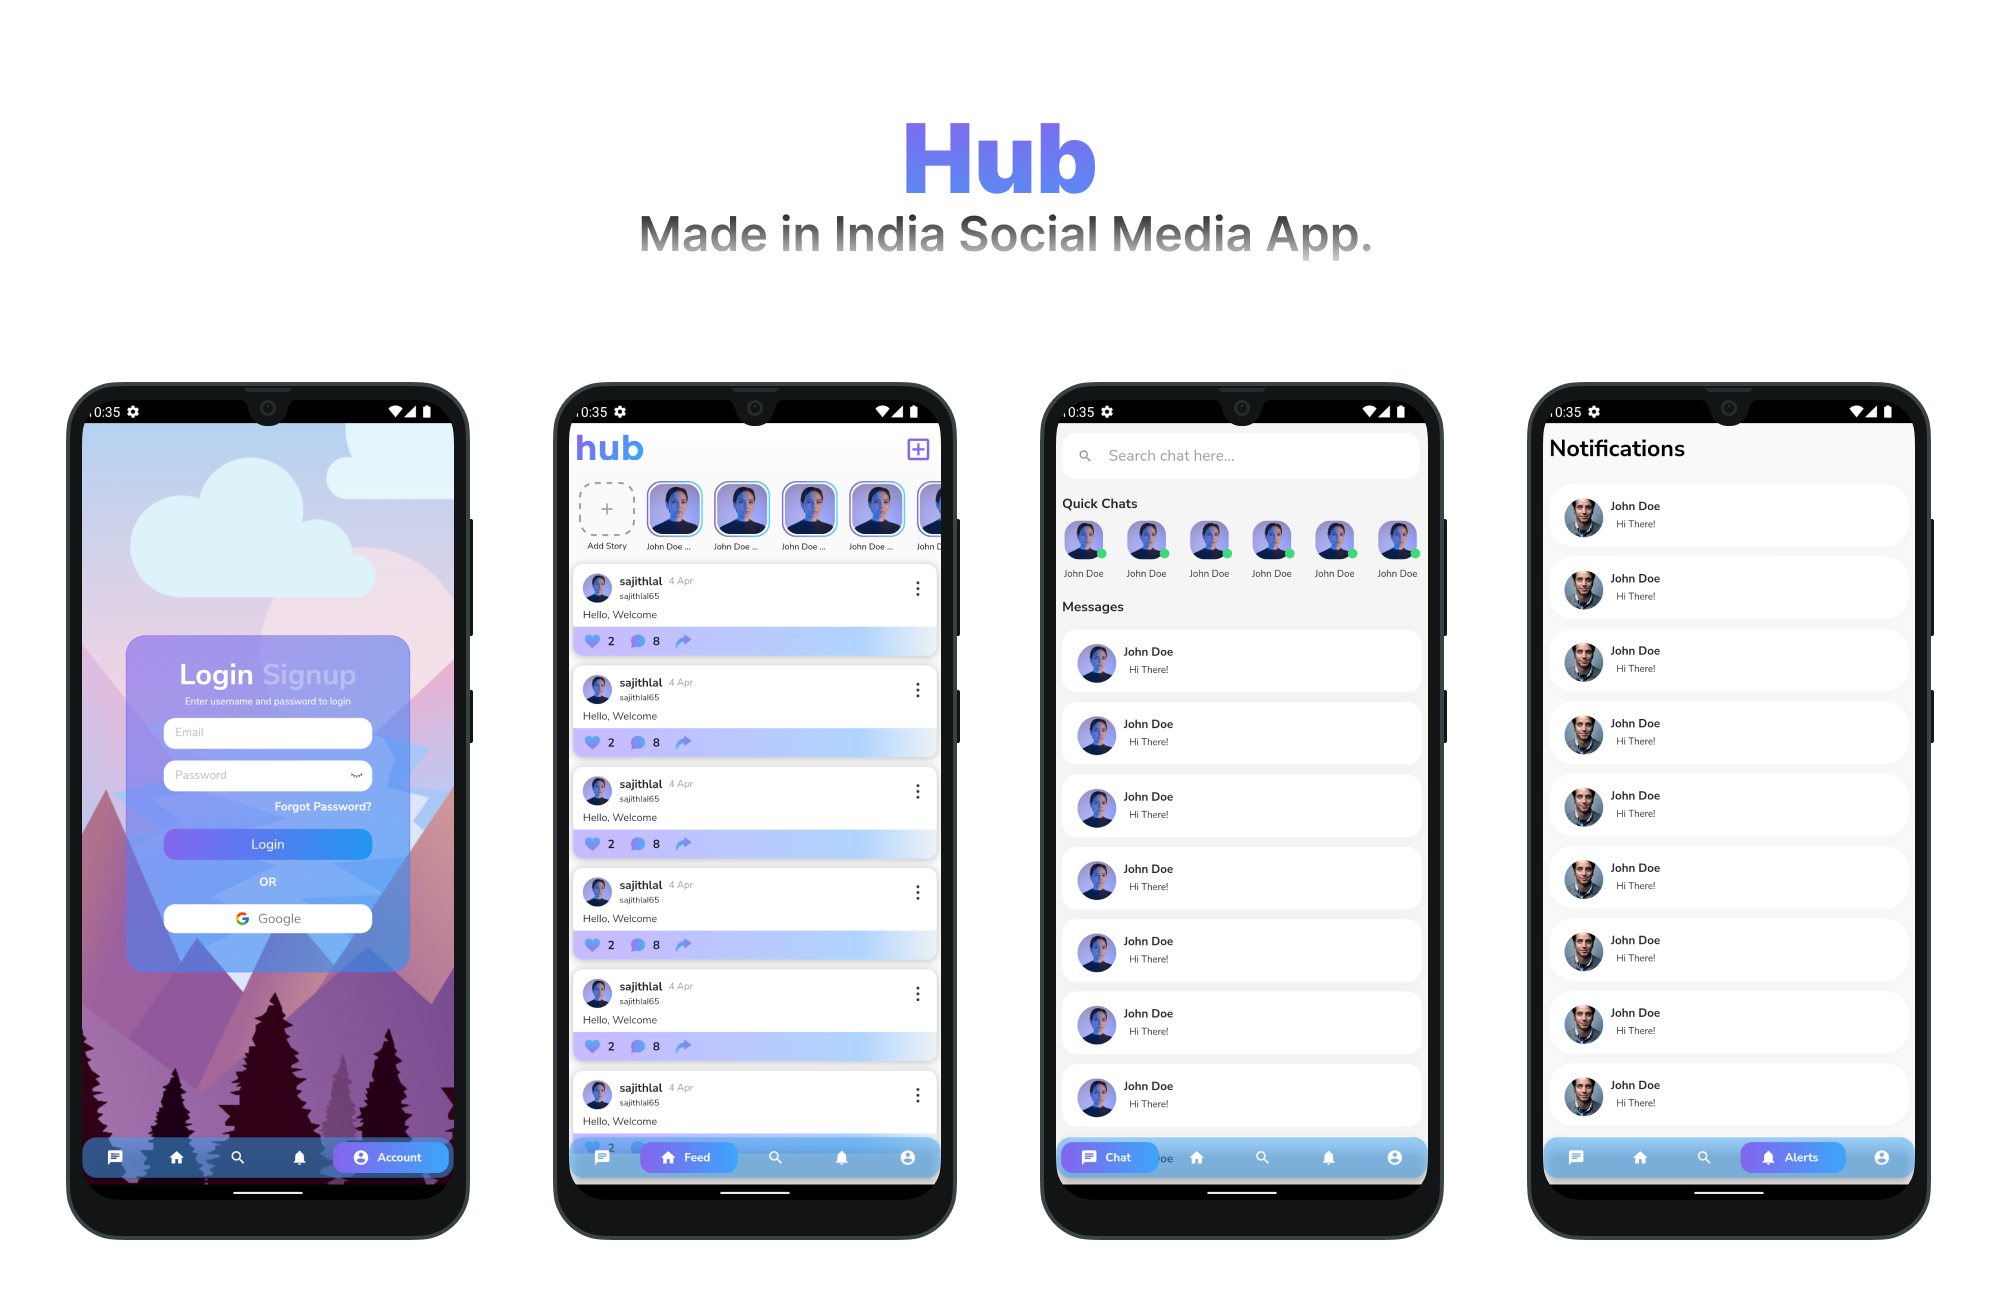 Hub
Made in India Social Media App.
10:35
Login Signup
Enter username and password to login
Email
Password
Forgot Password?
Login
OR
Google
Account
10:35
hub
Add Story
John Doe ...
John Doe ...
John Doe ...
John Doe ...
John D
sajithlal 4 Apr
sajithlal65
Hello, Welcome
2 8
sajithlal 4 Apr
sajithlal65
Hello, Welcome
2 8
sajithlal 4 Apr
sajithlal65
Hello, Welcome
2 8
sajithlal 4 Apr
sajithlal65
Hello, Welcome
2 8
sajithlal 4 Apr
sajithlal65
Hello, Welcome
2 8
sajithlal 4 Apr
sajithlal65
Hello, Welcome
2
Feed
10:35
Search chat here...
Quick Chats
John Doe John Doe John Doe John Doe John Doe John Doe
Messages
John Doe
Hi There!
John Doe
Hi There!
John Doe
Hi There!
John Doe
Hi There!
John Doe
Hi There!
John Doe
Hi There!
John Doe
Hi There!
Chat
10:35
Notifications
John Doe
Hi There!
John Doe
Hi There!
John Doe
Hi There!
John Doe
Hi There!
John Doe
Hi There!
John Doe
Hi There!
John Doe
Hi There!
John Doe
Hi There!
John Doe
Hi There!
Alerts